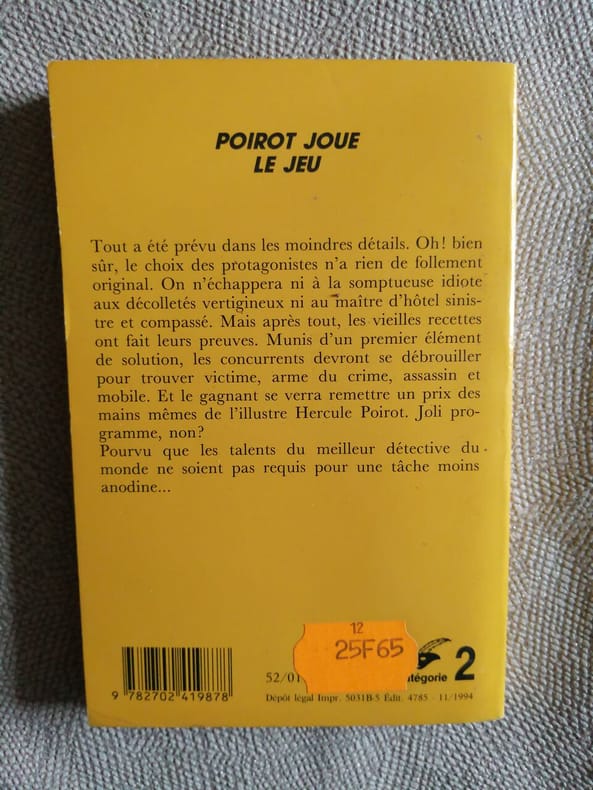 POIROT JOUE
LE JEU
Tout a été prévu dans les moindres détails. Oh! bien
sûr, le choix des protagonistes n'a rien de follement
original. On n'échappera ni à la somptueuse idiote
aux décolletés vertigineux ni au maître d'hôtel sinis-
tre et compassé. Mais après tout, les vieilles recettes
ont fait leurs preuves. Munis d'un premier élément
de solution, les concurrents devront se débrouiller
pour trouver victime, arme du crime, assassin et
mobile. Et le gagnant se verra remettre un prix des
mains mêmes de l'illustre Hercule Poirot. Joli pro-
gramme, non?
Pourvu que les talents du meilleur détective du
monde ne soient pas requis pour une tâche moins
anodine...
12
25F65
52/01
atégorie 2
9 782702 419878
Dépôt légal Impr. 5031B-5 Édit. 4785 - 11/1994